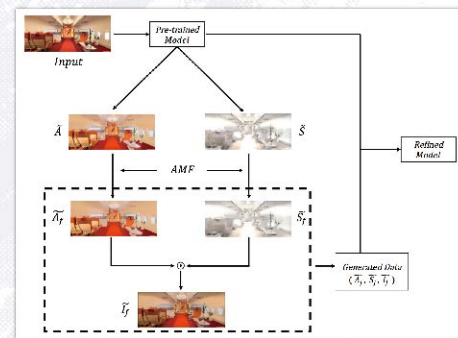 Input
Pre-trained
Model
Ã
S̃
AMF
Ã_f
S̃_f
Ĩ_f
Generated Data
( Ã_f, S̃_f, Ĩ_f )
Refined
Model